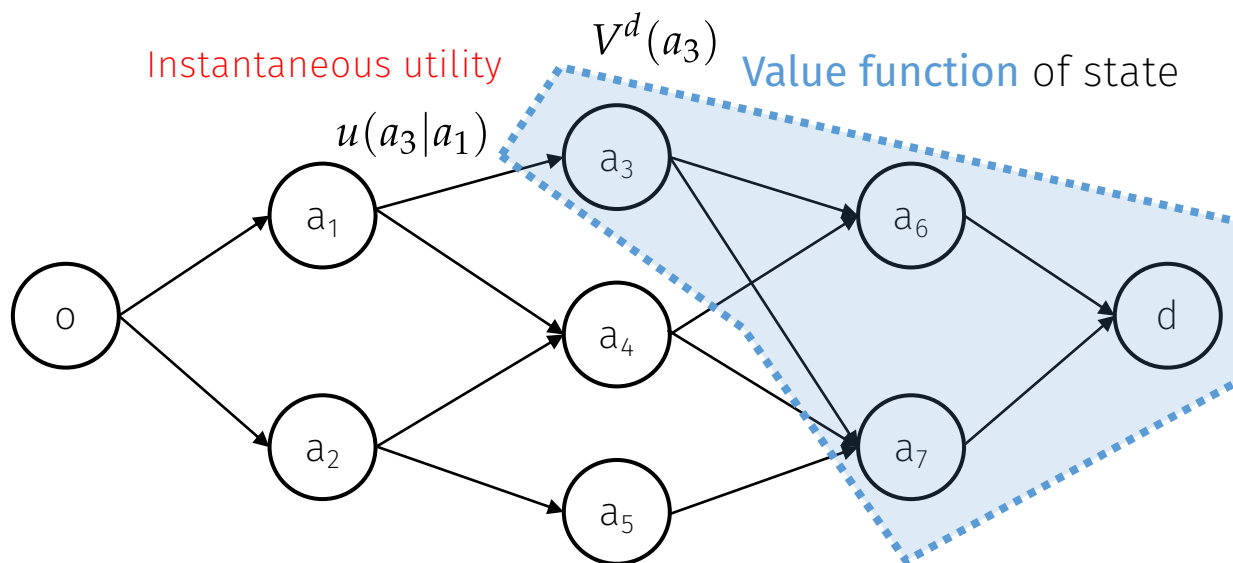 V^d(a_3)
Instantaneous utility
Value function of state
u(a_3|a_1)
a_3
a_1
a_6
o
a_4
d
a_2
a_7
a_5